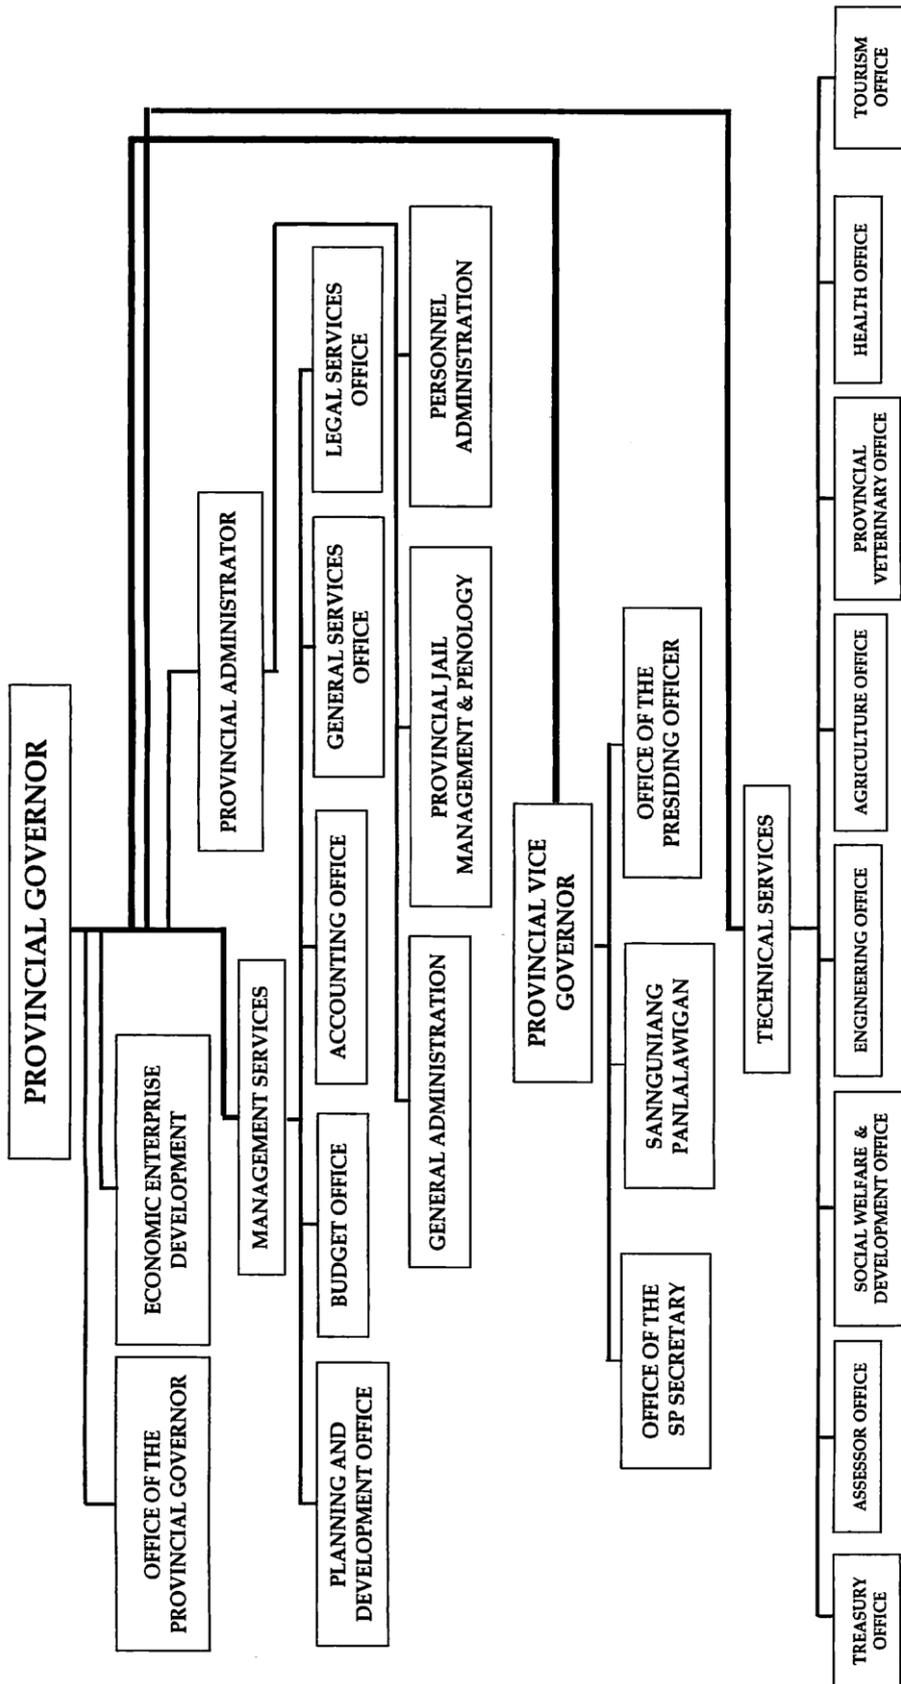 PROVINCIAL GOVERNOR
OFFICE OF THE
PROVINCIAL GOVERNOR
ECONOMIC ENTERPRISE
DEVELOPMENT
PROVINCIAL ADMINISTRATOR
MANAGEMENT SERVICES
PLANNING AND
DEVELOPMENT OFFICE
BUDGET OFFICE
ACCOUNTING OFFICE
GENERAL SERVICES
OFFICE
LEGAL SERVICES
OFFICE
GENERAL ADMINISTRATION
PROVINCIAL JAIL
MANAGEMENT & PENOLOGY
PERSONNEL
ADMINISTRATION
PROVINCIAL VICE
GOVERNOR
OFFICE OF THE
SP SECRETARY
SANNGUNIANG
PANLALAWIGAN
OFFICE OF THE
PRESIDING OFFICER
TECHNICAL SERVICES
TREASURY
OFFICE
ASSESSOR OFFICE
SOCIAL WELFARE &
DEVELOPMENT OFFICE
ENGINEERING OFFICE
AGRICULTURE OFFICE
PROVINCIAL
VETERINARY OFFICE
HEALTH OFFICE
TOURISM
OFFICE